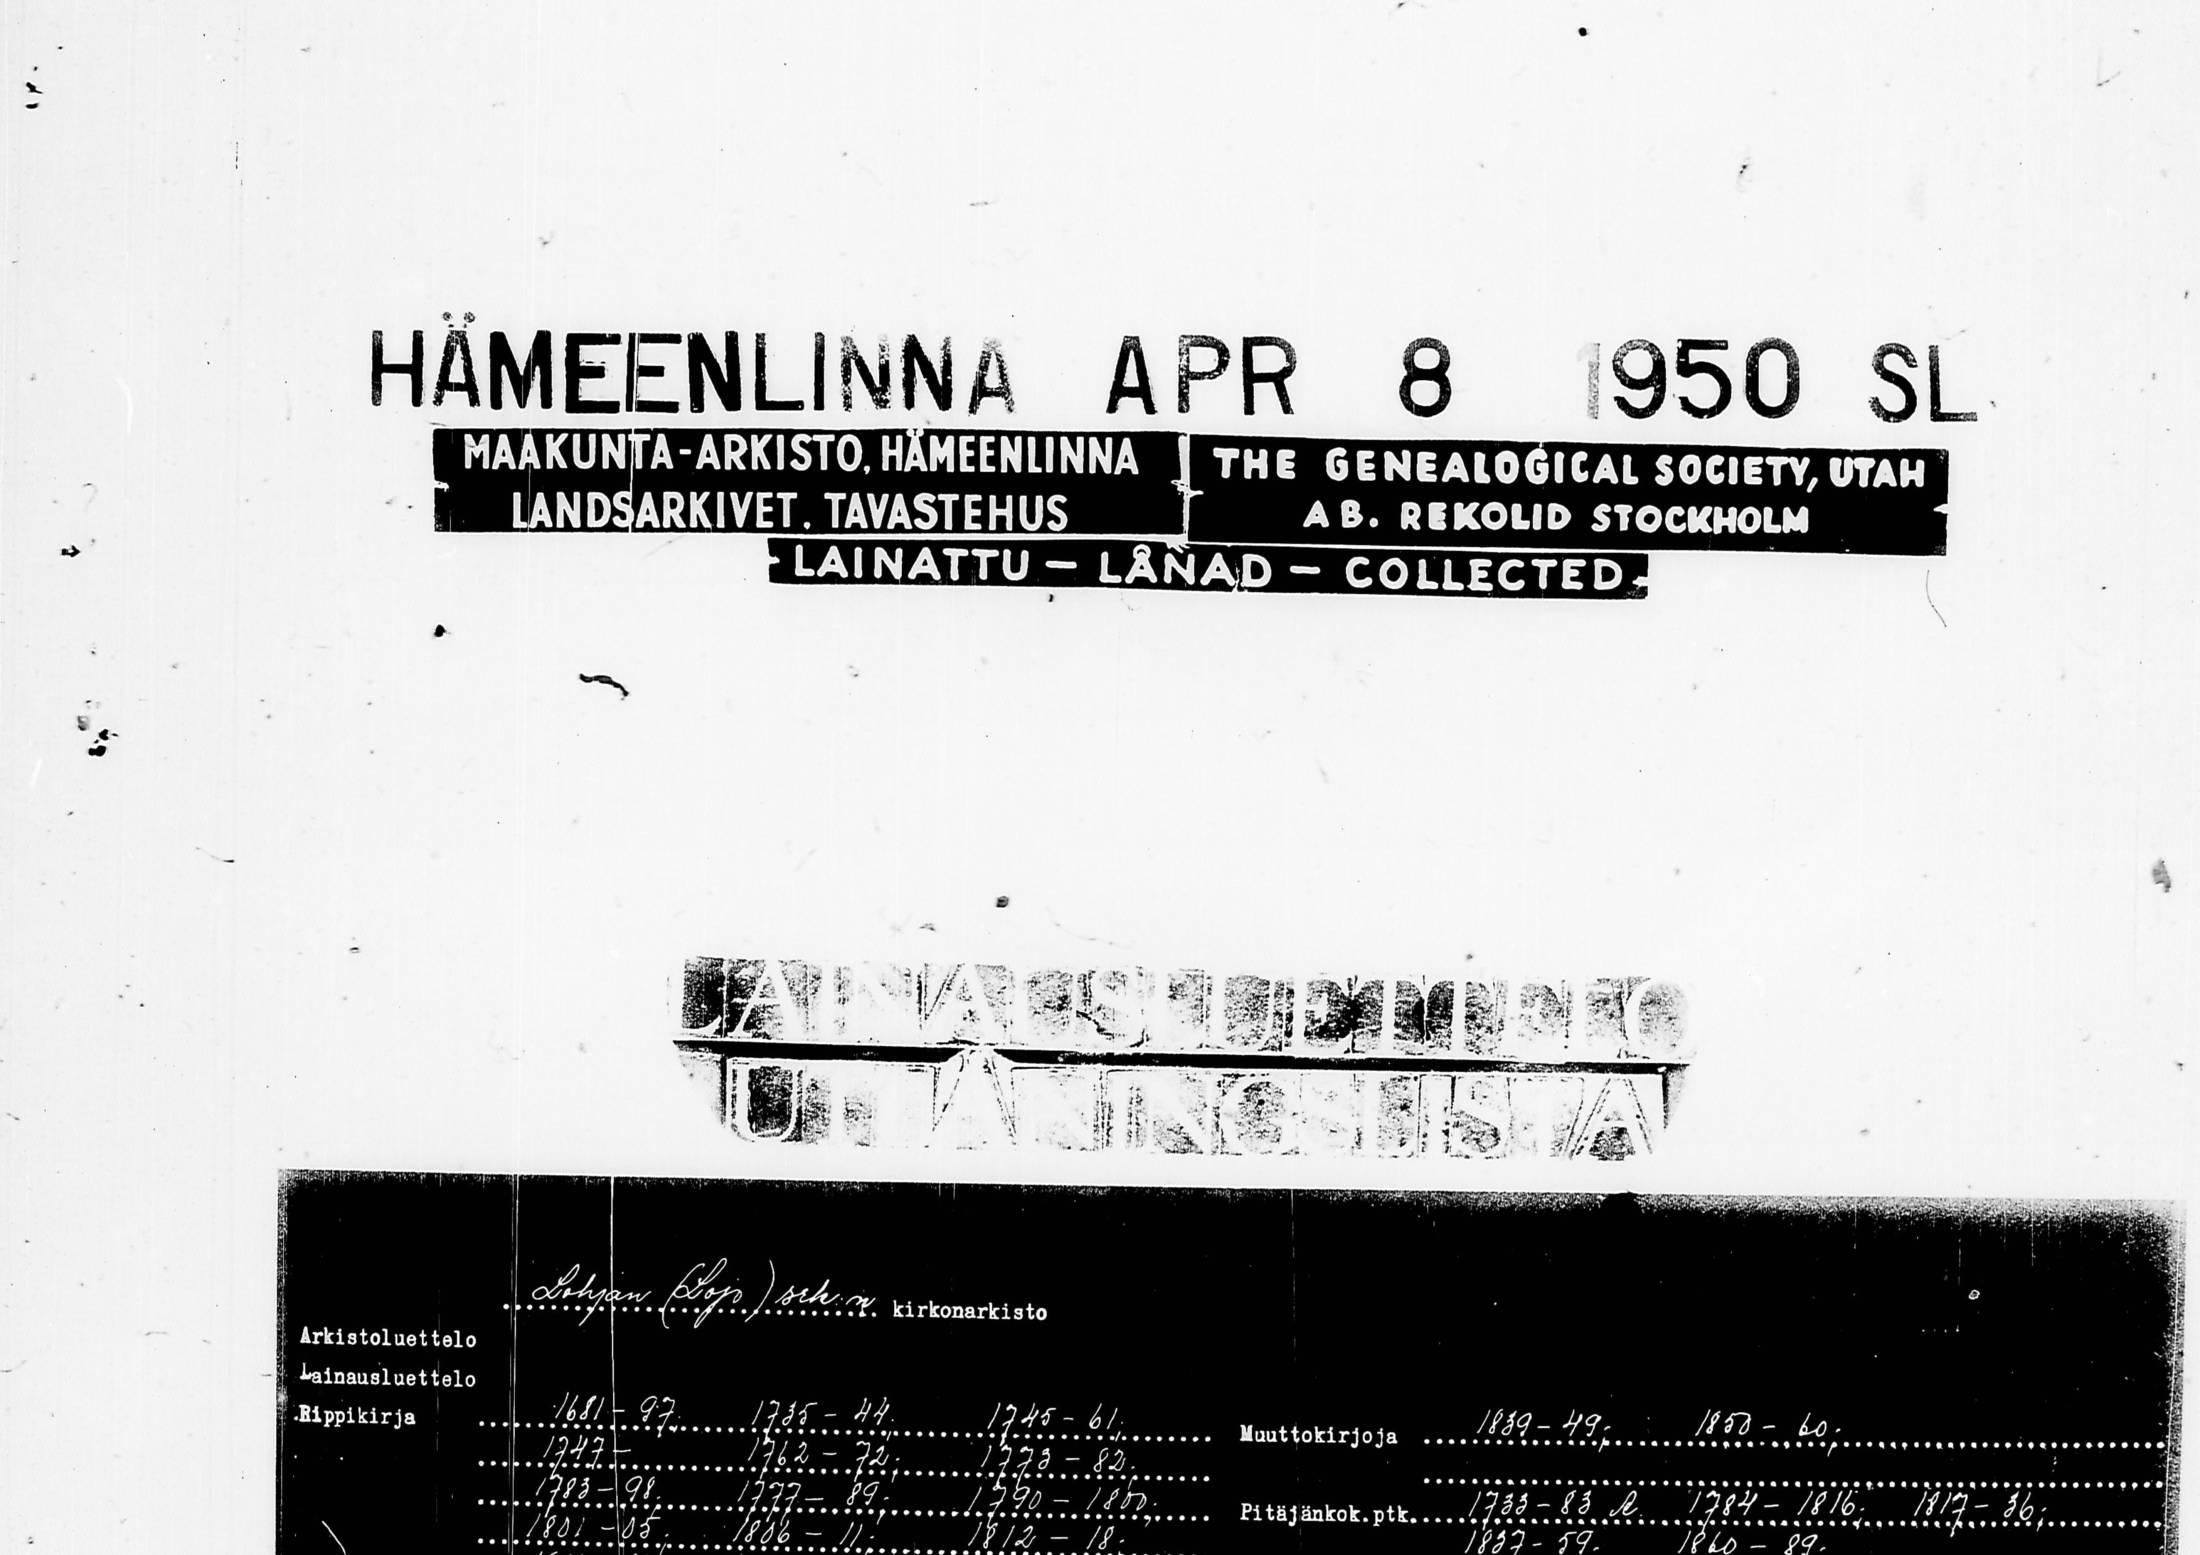 HÄMEENLINNA APR 8 1950 SL
MAAKUNTA-ARKISTO, HÄMEENLINNA
LANDSARKIVET, TAVASTEHUS
THE GENEALOGICAL SOCIETY, UTAH
AB. REKOLID STOCKHOLM
LAINATTU – LÅNAD – COLLECTED
LAINAUSLUETTELO
UTLÅNINGSLISTA
Lohjan (Lojo) srk:n kirkonarkisto
Arkistoluettelo
Lainausluettelo
Rippikirja 1681-97. 1735-44. 1745-61.
1747- 1762-72. 1773-82.
1783-98. 1777-89. 1790-1800.
1801-05. 1806-11. 1812-18.
Muuttokirjoja 1839-49; 1850-60;
Pitäjänkok.ptk. 1733-83 1784-1816; 1817-36;
1837-59. 1860-89.